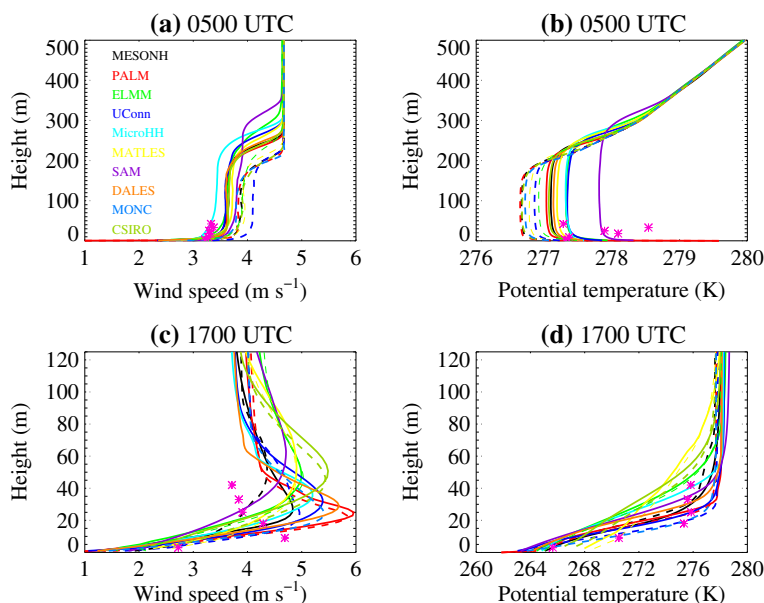 (a) 0500 UTC
500
400
300
200
100
0
Height (m)
MESONH
PALM
ELMM
UConn
MicroHH
MATLES
SAM
DALES
MONC
CSIRO
1 2 3 4 5 6
Wind speed (m s⁻¹)
(b) 0500 UTC
500
400
300
200
100
0
Height (m)
276 277 278 279 280
Potential temperature (K)
(c) 1700 UTC
120
100
80
60
40
20
0
Height (m)
1 2 3 4 5 6
Wind speed (m s⁻¹)
(d) 1700 UTC
120
100
80
60
40
20
0
Height (m)
260 264 268 272 276 280
Potential temperature (K)